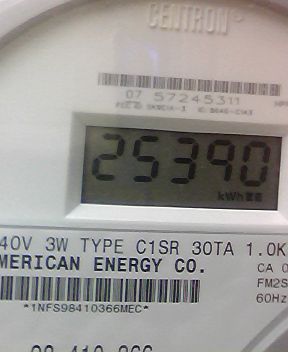 CENTRON
07 57245311
25390
kWh
40V 3W TYPE C1SR 30TA 1.0K
MERICAN ENERGY CO.
CA 0
FM2S
60Hz
*1NFS98410366MEC*